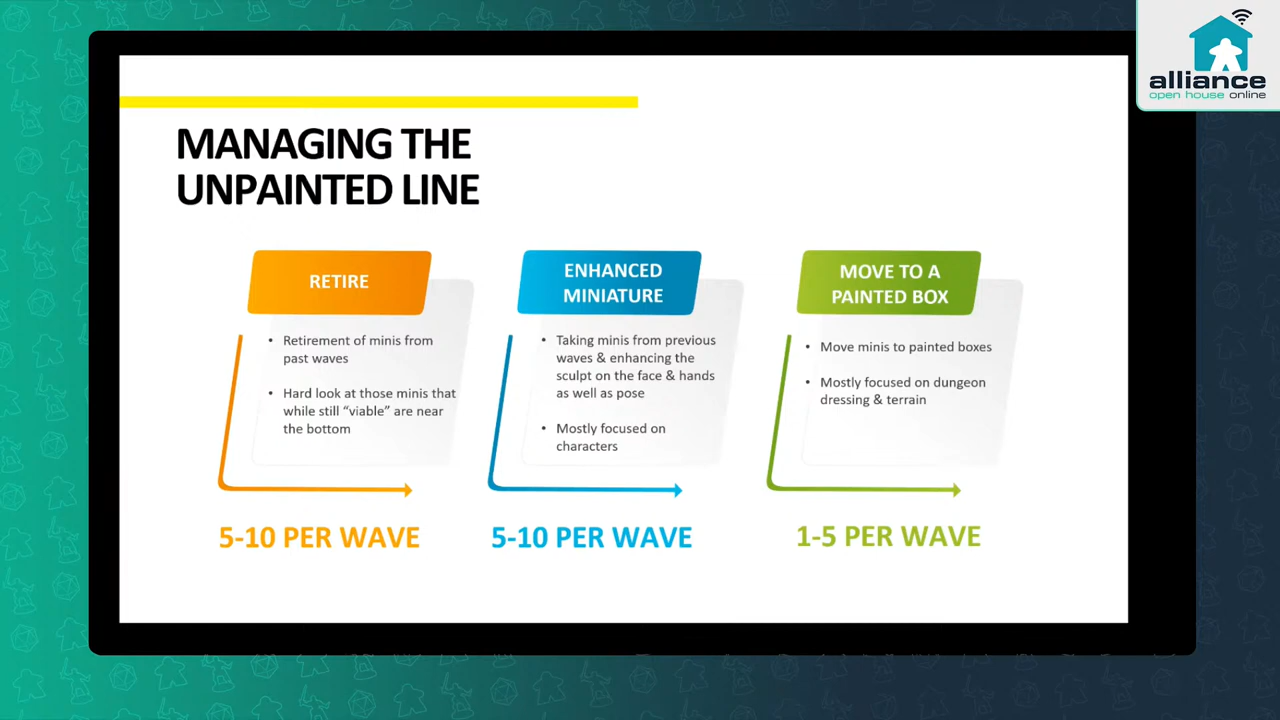 alliance
open house online
MANAGING THE
UNPAINTED LINE
RETIRE
• Retirement of minis from
past waves
• Hard look at those minis that
while still “viable” are near
the bottom
5-10 PER WAVE
ENHANCED
MINIATURE
• Taking minis from previous
waves & enhancing the
sculpt on the face & hands
as well as pose
• Mostly focused on
characters
5-10 PER WAVE
MOVE TO A
PAINTED BOX
• Move minis to painted boxes
• Mostly focused on dungeon
dressing & terrain
1-5 PER WAVE